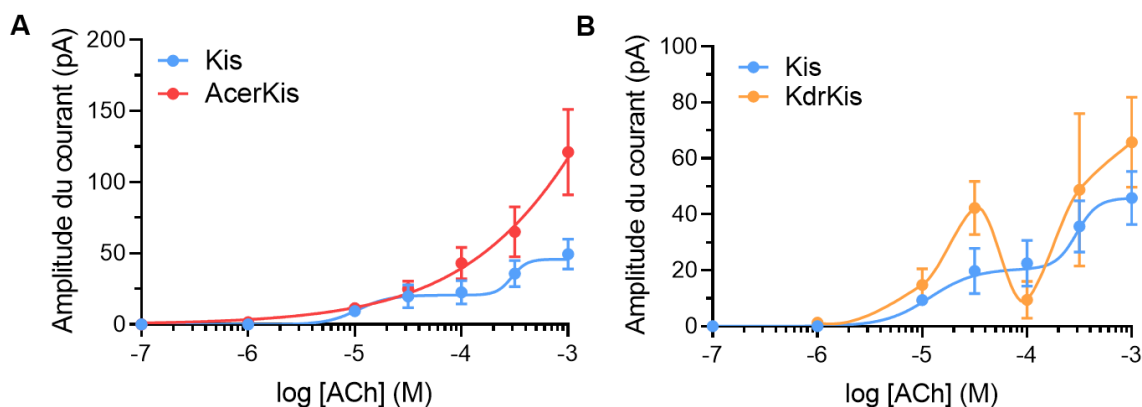 A
Amplitude du courant (pA)
200
150
100
50
0
Kis
AcerKis
-7
-6
-5
-4
-3
log [ACh] (M)
B
Amplitude du courant (pA)
100
80
60
40
20
0
Kis
KdrKis
-7
-6
-5
-4
-3
log [ACh] (M)